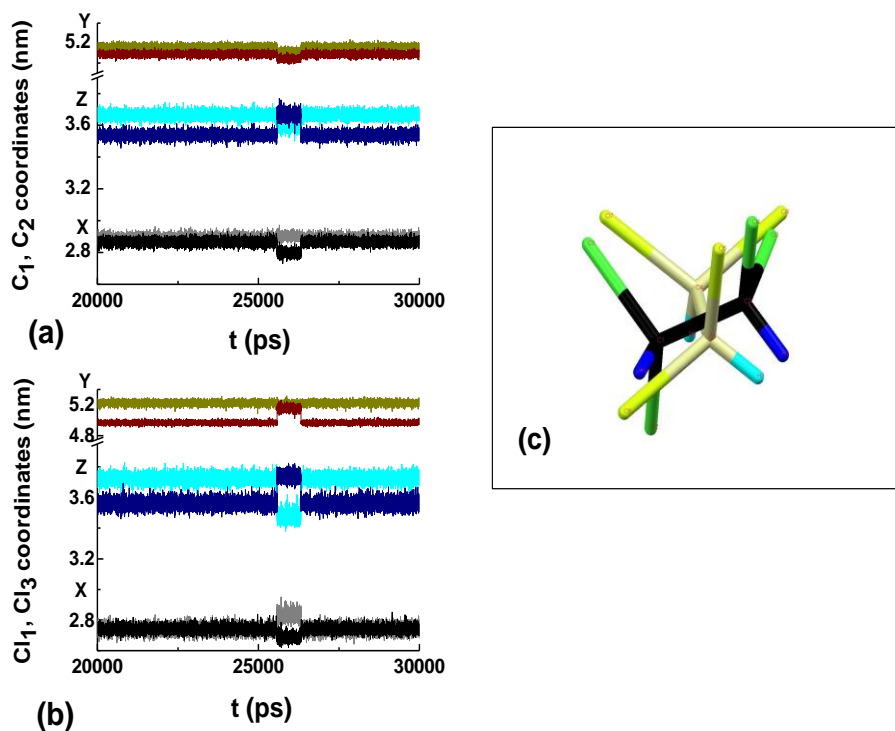 Y
5.2
Z
3.6
3.2
X
2.8
C1, C2 coordinates (nm)
20000 25000 30000
t (ps)
(a)
Y
5.2
4.8
Z
3.6
3.2
X
2.8
Cl1, Cl3 coordinates (nm)
20000 25000 30000
t (ps)
(b)
(c)